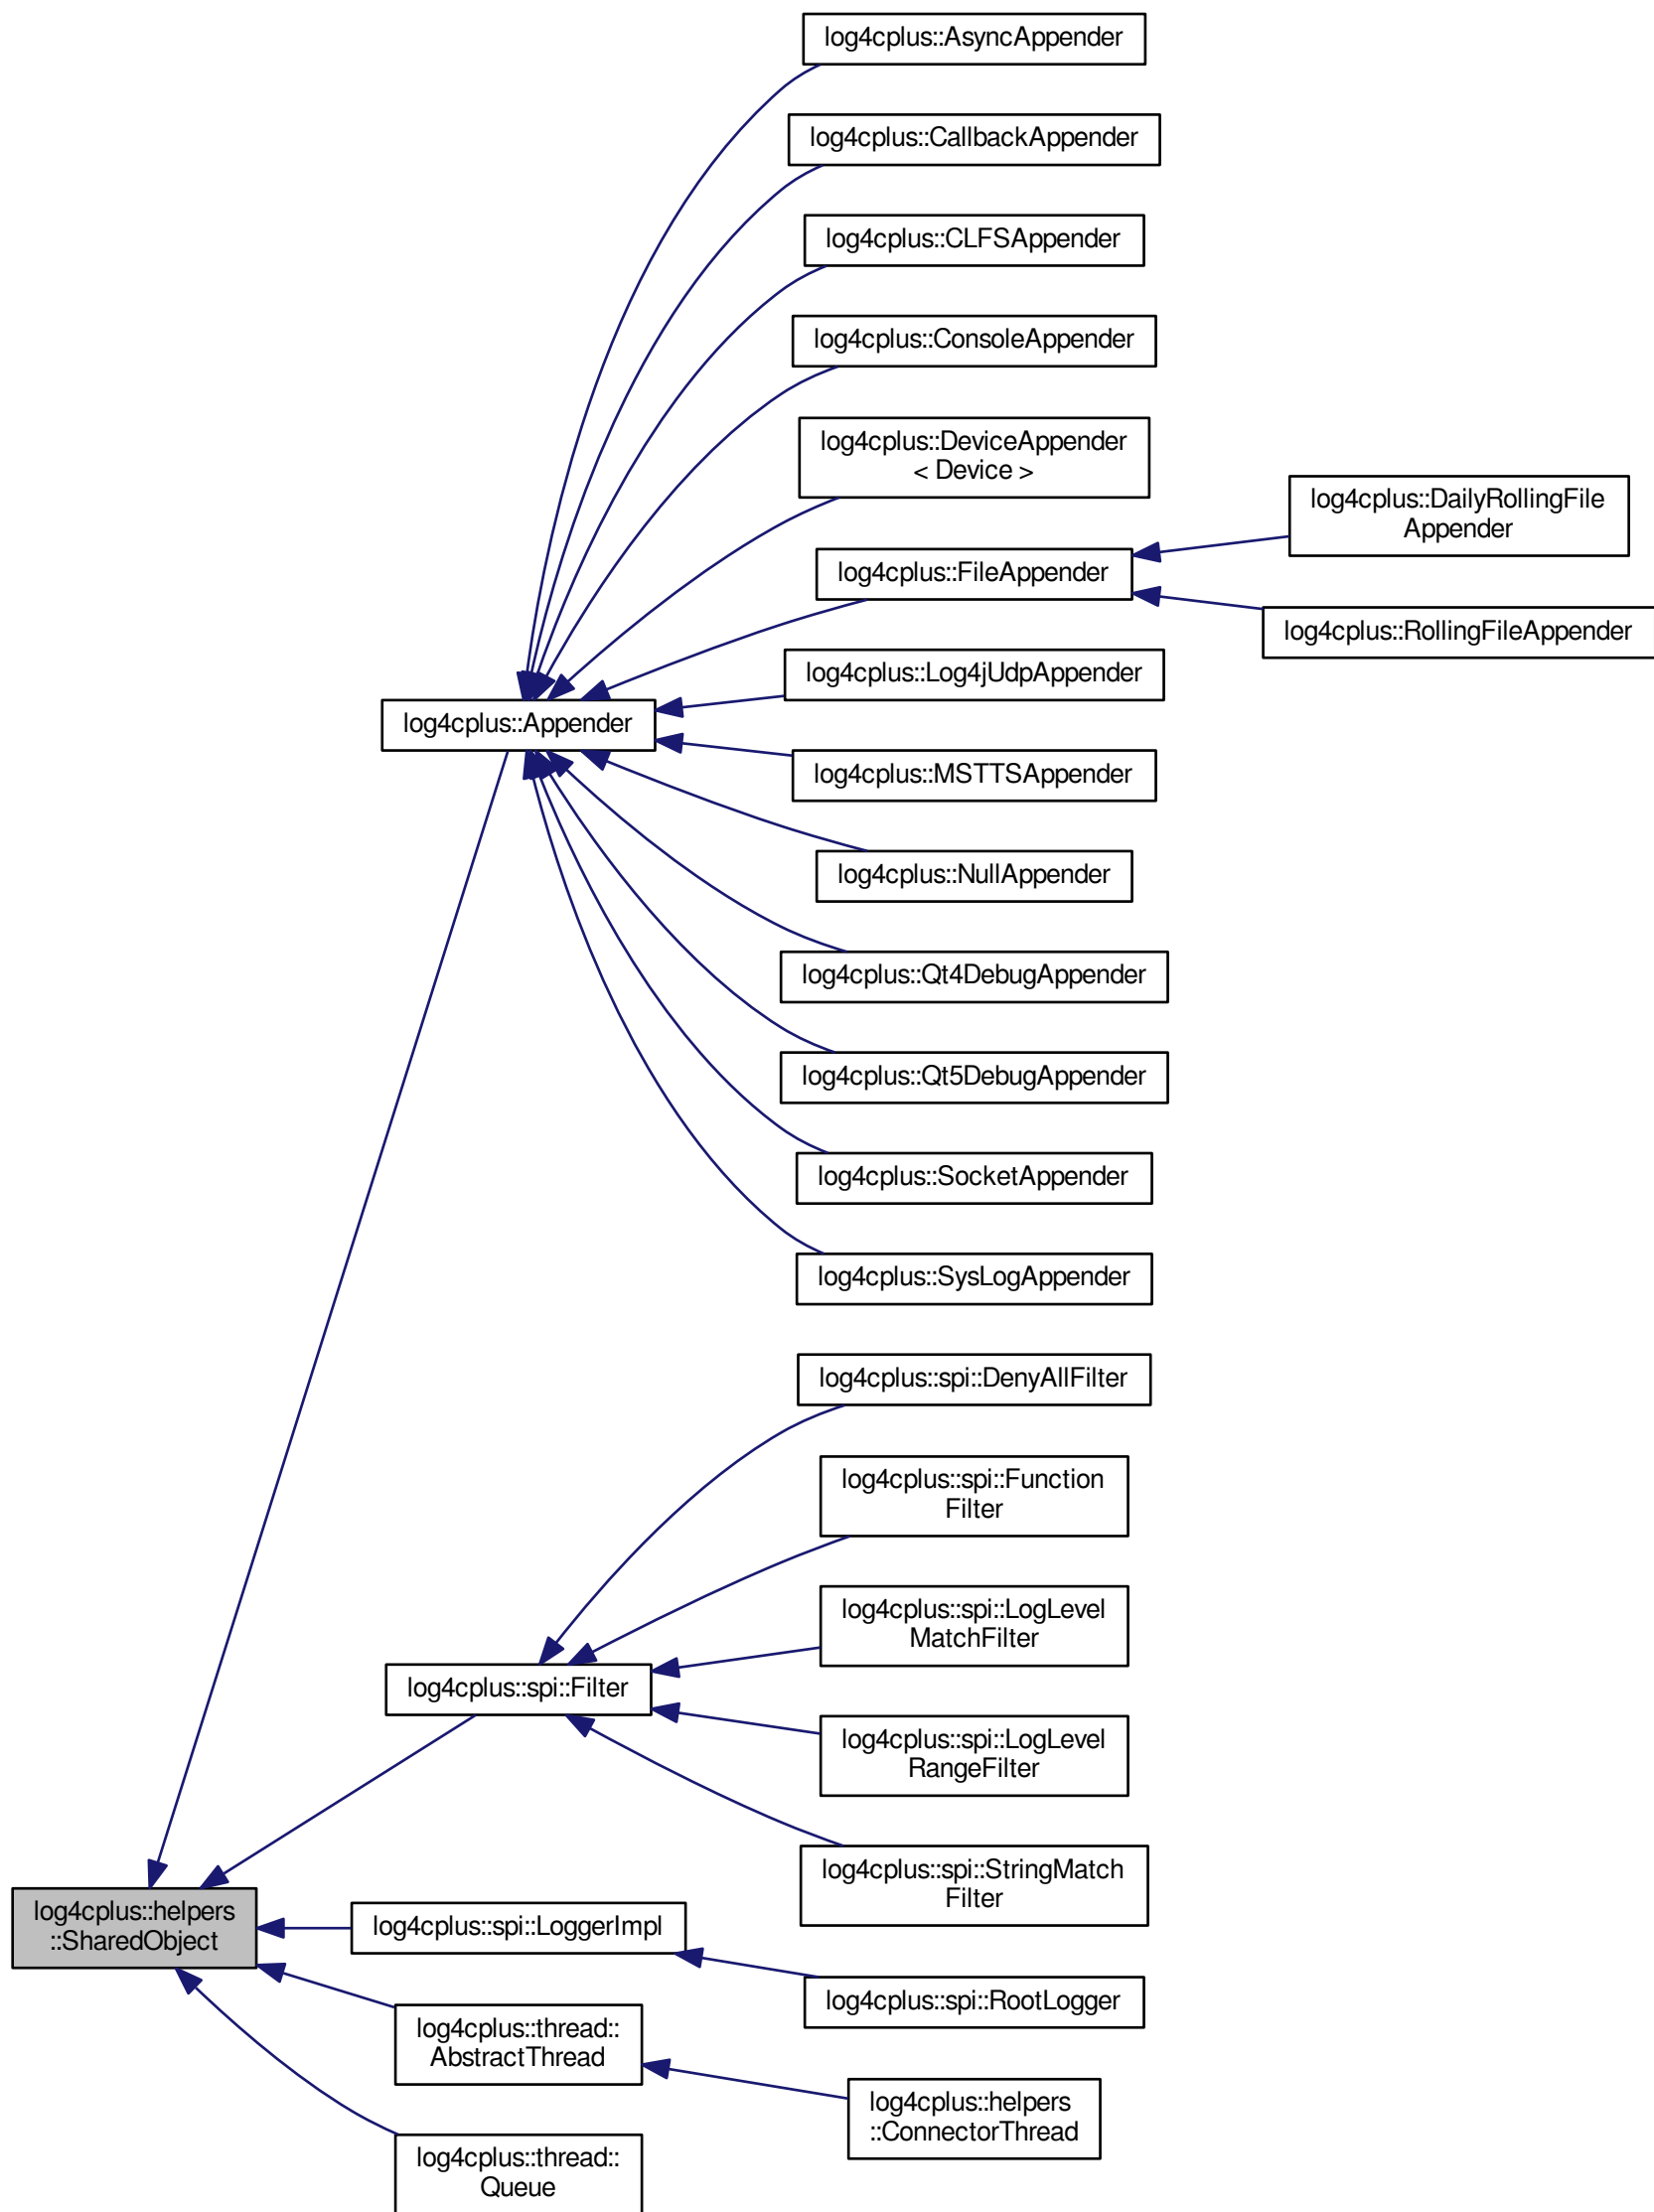 log4cplus::AsyncAppender
log4cplus::CallbackAppender
log4cplus::CLFSAppender
log4cplus::ConsoleAppender
log4cplus::DeviceAppender
< Device >
log4cplus::DailyRollingFile
Appender
log4cplus::FileAppender
log4cplus::RollingFileAppender
log4cplus::Log4jUdpAppender
log4cplus::Appender
log4cplus::MSTTSAppender
log4cplus::NullAppender
log4cplus::Qt4DebugAppender
log4cplus::Qt5DebugAppender
log4cplus::SocketAppender
log4cplus::SysLogAppender
log4cplus::spi::DenyAllFilter
log4cplus::spi::Function
Filter
log4cplus::spi::LogLevel
MatchFilter
log4cplus::spi::Filter
log4cplus::spi::LogLevel
RangeFilter
log4cplus::spi::StringMatch
Filter
log4cplus::helpers
::SharedObject
log4cplus::spi::LoggerImpl
log4cplus::spi::RootLogger
log4cplus::thread::
AbstractThread
log4cplus::helpers
::ConnectorThread
log4cplus::thread::
Queue